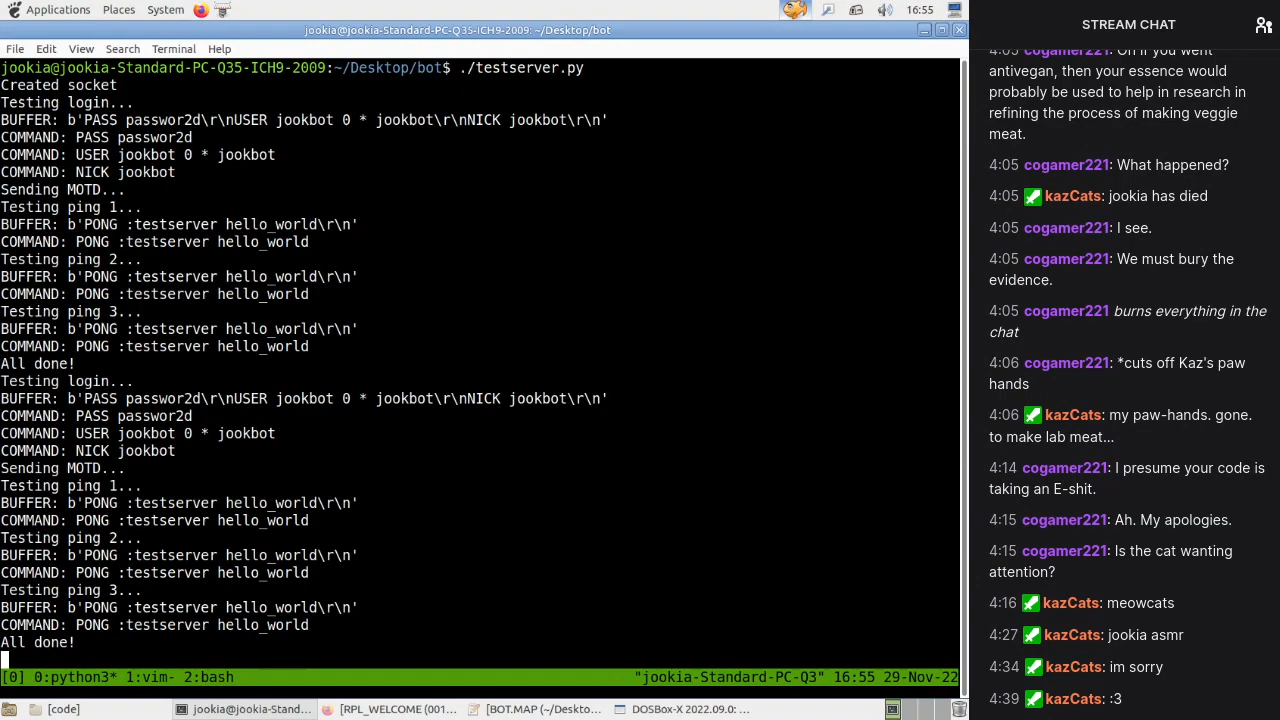 Applications Places System 16:55
STREAM CHAT
jookia@jookia-Standard-PC-Q35-ICH9-2009: ~/Desktop/bot
File Edit View Search Terminal Help
jookia@jookia-Standard-PC-Q35-ICH9-2009:~/Desktop/bot$ ./testserver.py
Created socket
Testing login...
BUFFER: b'PASS passwor2d\r\nUSER jookbot 0 * jookbot\r\nNICK jookbot\r\n'
COMMAND: PASS passwor2d
COMMAND: USER jookbot 0 * jookbot
COMMAND: NICK jookbot
Sending MOTD...
Testing ping 1...
BUFFER: b'PONG :testserver hello_world\r\n'
COMMAND: PONG :testserver hello_world
Testing ping 2...
BUFFER: b'PONG :testserver hello_world\r\n'
COMMAND: PONG :testserver hello_world
Testing ping 3...
BUFFER: b'PONG :testserver hello_world\r\n'
COMMAND: PONG :testserver hello_world
All done!
Testing login...
BUFFER: b'PASS passwor2d\r\nUSER jookbot 0 * jookbot\r\nNICK jookbot\r\n'
COMMAND: PASS passwor2d
COMMAND: USER jookbot 0 * jookbot
COMMAND: NICK jookbot
Sending MOTD...
Testing ping 1...
BUFFER: b'PONG :testserver hello_world\r\n'
COMMAND: PONG :testserver hello_world
Testing ping 2...
BUFFER: b'PONG :testserver hello_world\r\n'
COMMAND: PONG :testserver hello_world
Testing ping 3...
BUFFER: b'PONG :testserver hello_world\r\n'
COMMAND: PONG :testserver hello_world
All done!
[0] 0:python3* 1:vim- 2:bash "jookia-Standard-PC-Q3" 16:55 29-Nov-22
[code] jookia@jookia-Stand... [RPL_WELCOME (001... [BOT.MAP (~/Deskto... DOSBox-X 2022.09.0: ...
4:05 cogamer221: Oh if you went
antivegan, then your essence would
probably be used to help in research in
refining the process of making veggie
meat.
4:05 cogamer221: What happened?
4:05 kazCats: jookia has died
4:05 cogamer221: I see.
4:05 cogamer221: We must bury the
evidence.
4:05 cogamer221 burns everything in the
chat
4:06 cogamer221: *cuts off Kaz's paw
hands
4:06 kazCats: my paw-hands. gone.
to make lab meat...
4:14 cogamer221: I presume your code is
taking an E-shit.
4:15 cogamer221: Ah. My apologies.
4:15 cogamer221: Is the cat wanting
attention?
4:16 kazCats: meowcats
4:27 kazCats: jookia asmr
4:34 kazCats: im sorry
4:39 kazCats: :3